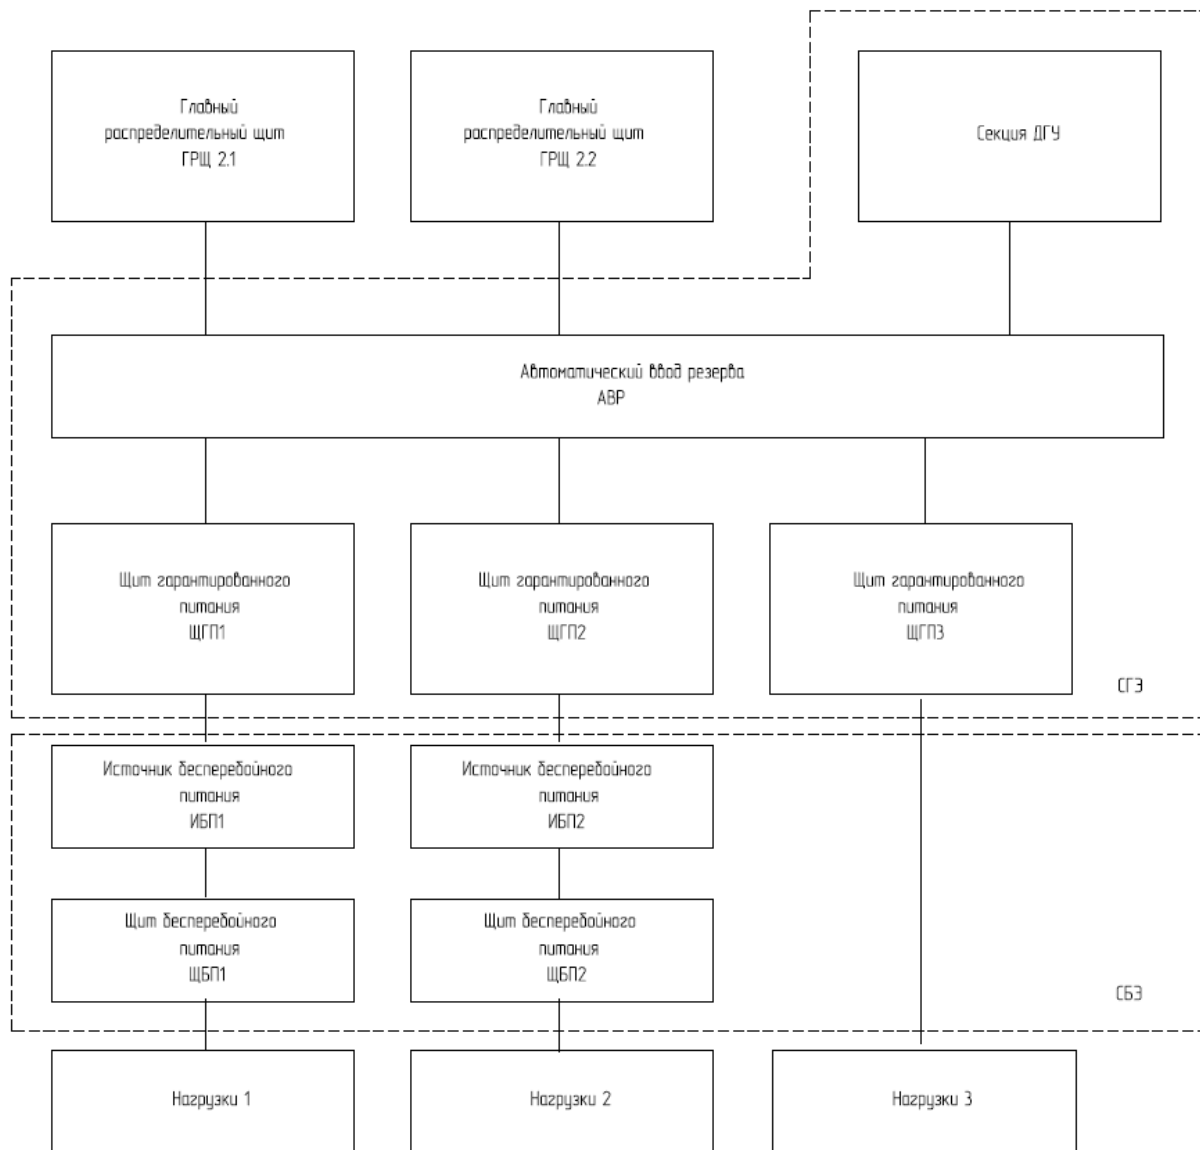 Главный
распределительный щит
ГРЩ 2.1
Главный
распределительный щит
ГРЩ 2.2
Секция ДГУ
Автоматический ввод резерва
АВР
Щит гарантированного
питания
ЩГП1
Щит гарантированного
питания
ЩГП2
Щит гарантированного
питания
ЩГП3
СГЭ
Источник бесперебойного
питания
ИБП1
Источник бесперебойного
питания
ИБП2
Щит бесперебойного
питания
ЩБП1
Щит бесперебойного
питания
ЩБП2
СБЭ
Нагрузки 1
Нагрузки 2
Нагрузки 3